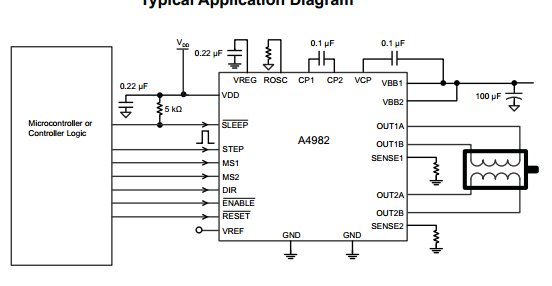 Typical Application Diagram
VDD
0.22 µF
0.1 µF
0.1 µF
VREG ROSC CP1 CP2 VCP
0.22 µF
VDD
VBB1
5 kΩ
VBB2
100 µF
Microcontroller or
Controller Logic
SLEEP
OUT1A
A4982
OUT1B
STEP
SENSE1
MS1
MS2
DIR
OUT2A
ENABLE
OUT2B
RESET
SENSE2
VREF
GND
GND